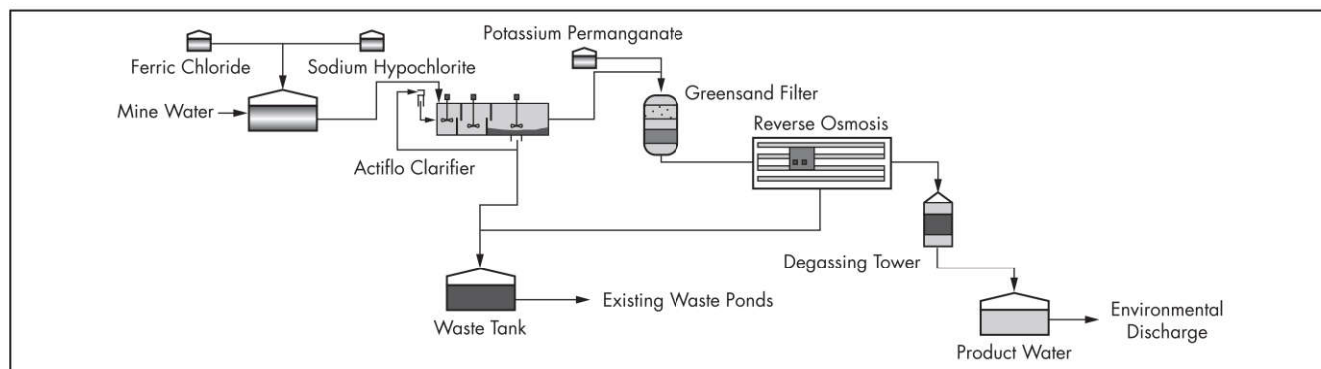 Potassium Permanganate
Ferric Chloride
Sodium Hypochlorite
Greensand Filter
Mine Water
Reverse Osmosis
Actiflo Clarifier
Degassing Tower
Existing Waste Ponds
Waste Tank
Environmental
Discharge
Product Water